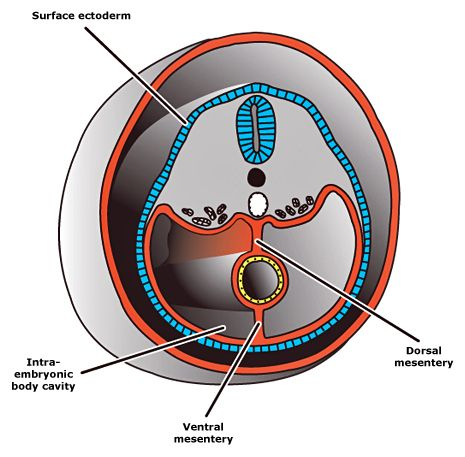 Surface ectoderm
Intra-
embryonic
body cavity
Ventral
mesentery
Dorsal
mesentery